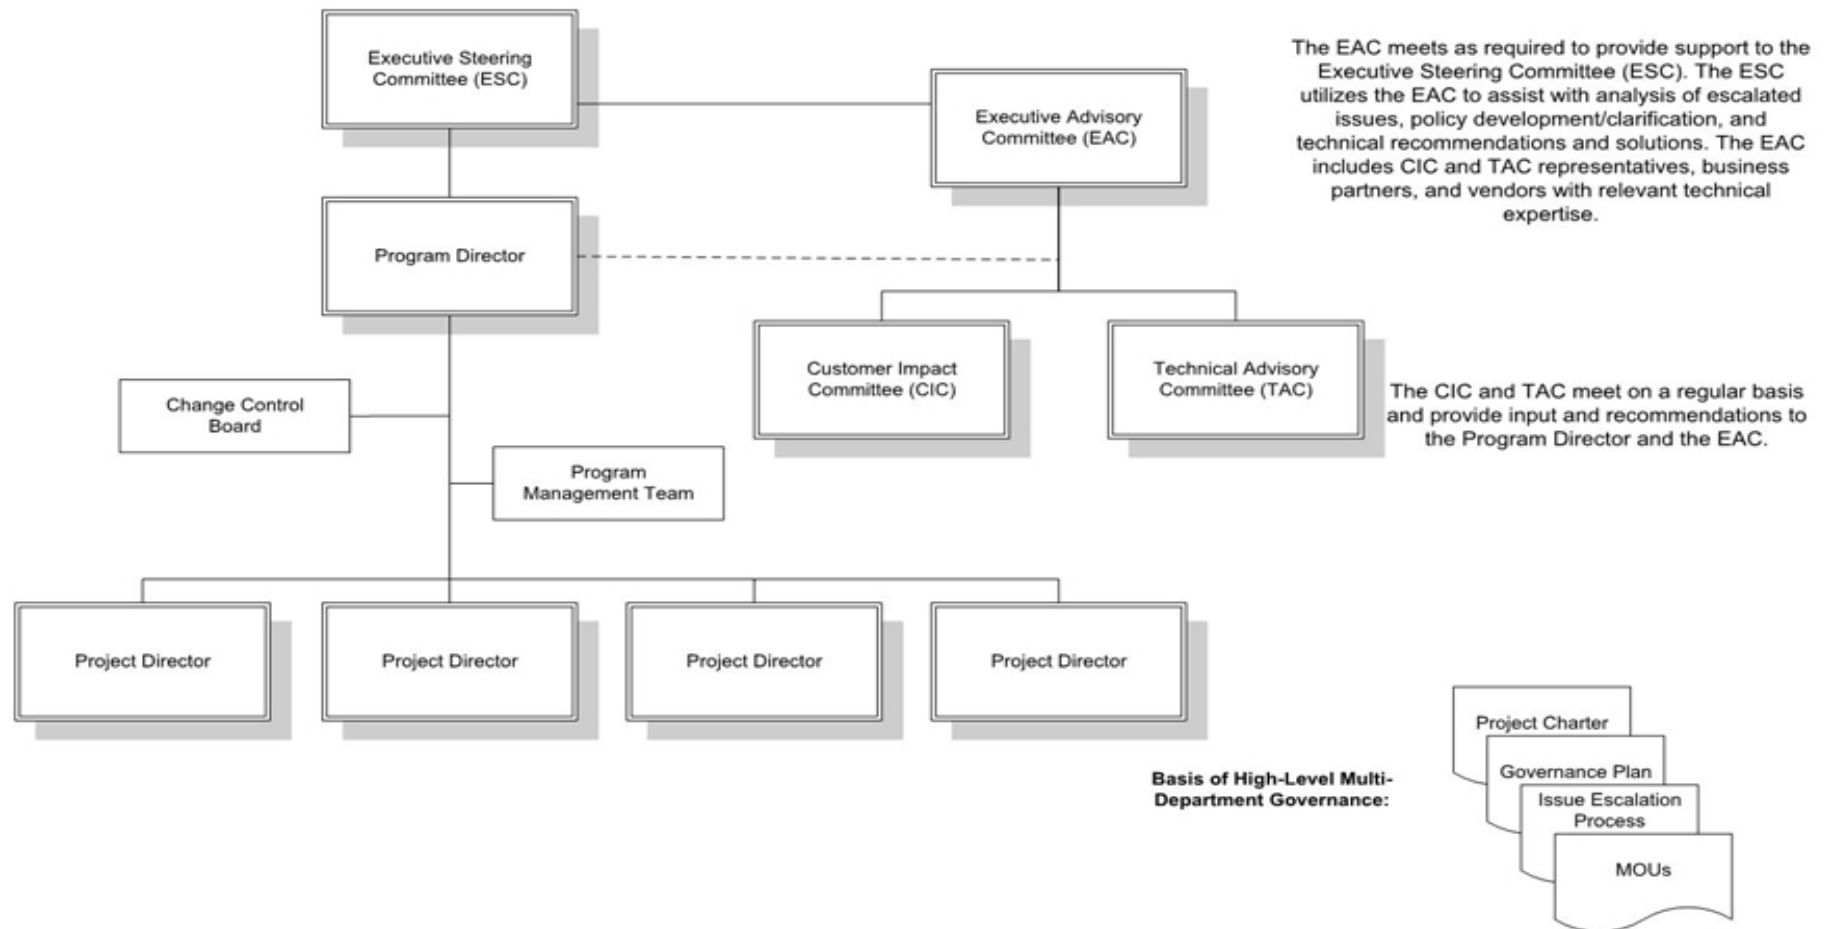 Executive Steering
Committee (ESC)
Executive Advisory
Committee (EAC)
The EAC meets as required to provide support to the
Executive Steering Committee (ESC). The ESC
utilizes the EAC to assist with analysis of escalated
issues, policy development/clarification, and
technical recommendations and solutions. The EAC
includes CIC and TAC representatives, business
partners, and vendors with relevant technical
expertise.
Program Director
Customer Impact
Committee (CIC)
Technical Advisory
Committee (TAC)
The CIC and TAC meet on a regular basis
and provide input and recommendations to
the Program Director and the EAC.
Change Control
Board
Program
Management Team
Project Director
Project Director
Project Director
Project Director
Basis of High-Level Multi-
Department Governance:
Project Charter
Governance Plan
Issue Escalation
Process
MOUs